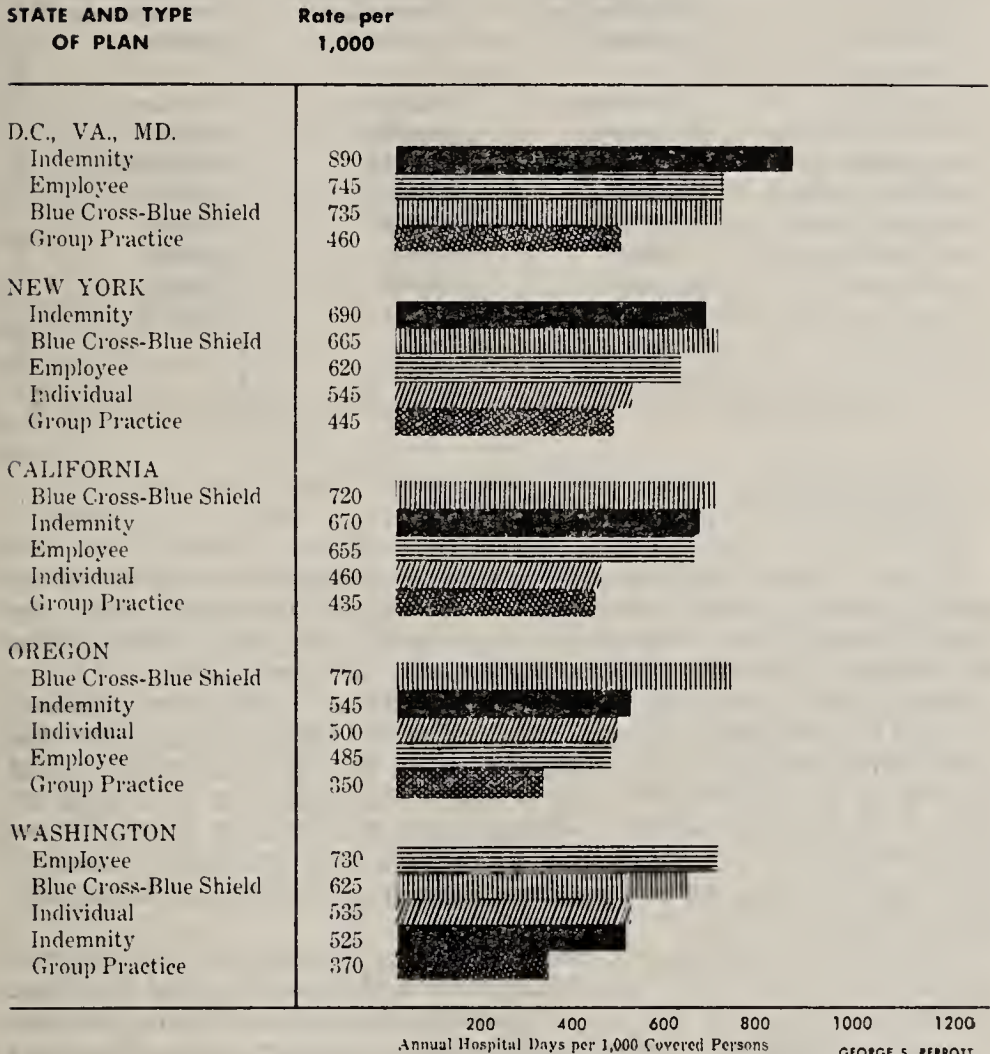 STATE AND TYPE Rate per
OF PLAN 1,000
D.C., VA., MD.
Indemnity 890
Employee 745
Blue Cross-Blue Shield 735
Group Practice 460
NEW YORK
Indemnity 690
Blue Cross-Blue Shield 665
Employee 620
Individual 545
Group Practice 445
CALIFORNIA
Blue Cross-Blue Shield 720
Indemnity 670
Employee 655
Individual 460
Group Practice 435
OREGON
Blue Cross-Blue Shield 770
Indemnity 545
Individual 500
Employee 485
Group Practice 350
WASHINGTON
Employee 730
Blue Cross-Blue Shield 625
Individual 535
Indemnity 525
Group Practice 370
200 400 600 800 1000 1200
Annual Hospital Days per 1,000 Covered Persons
GEORGE S. PERROTT